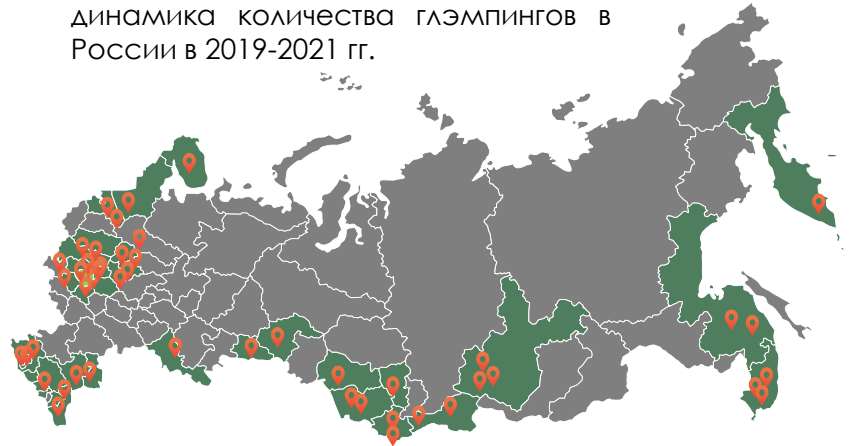 динамика количества глэмпингов в
России в 2019-2021 гг.